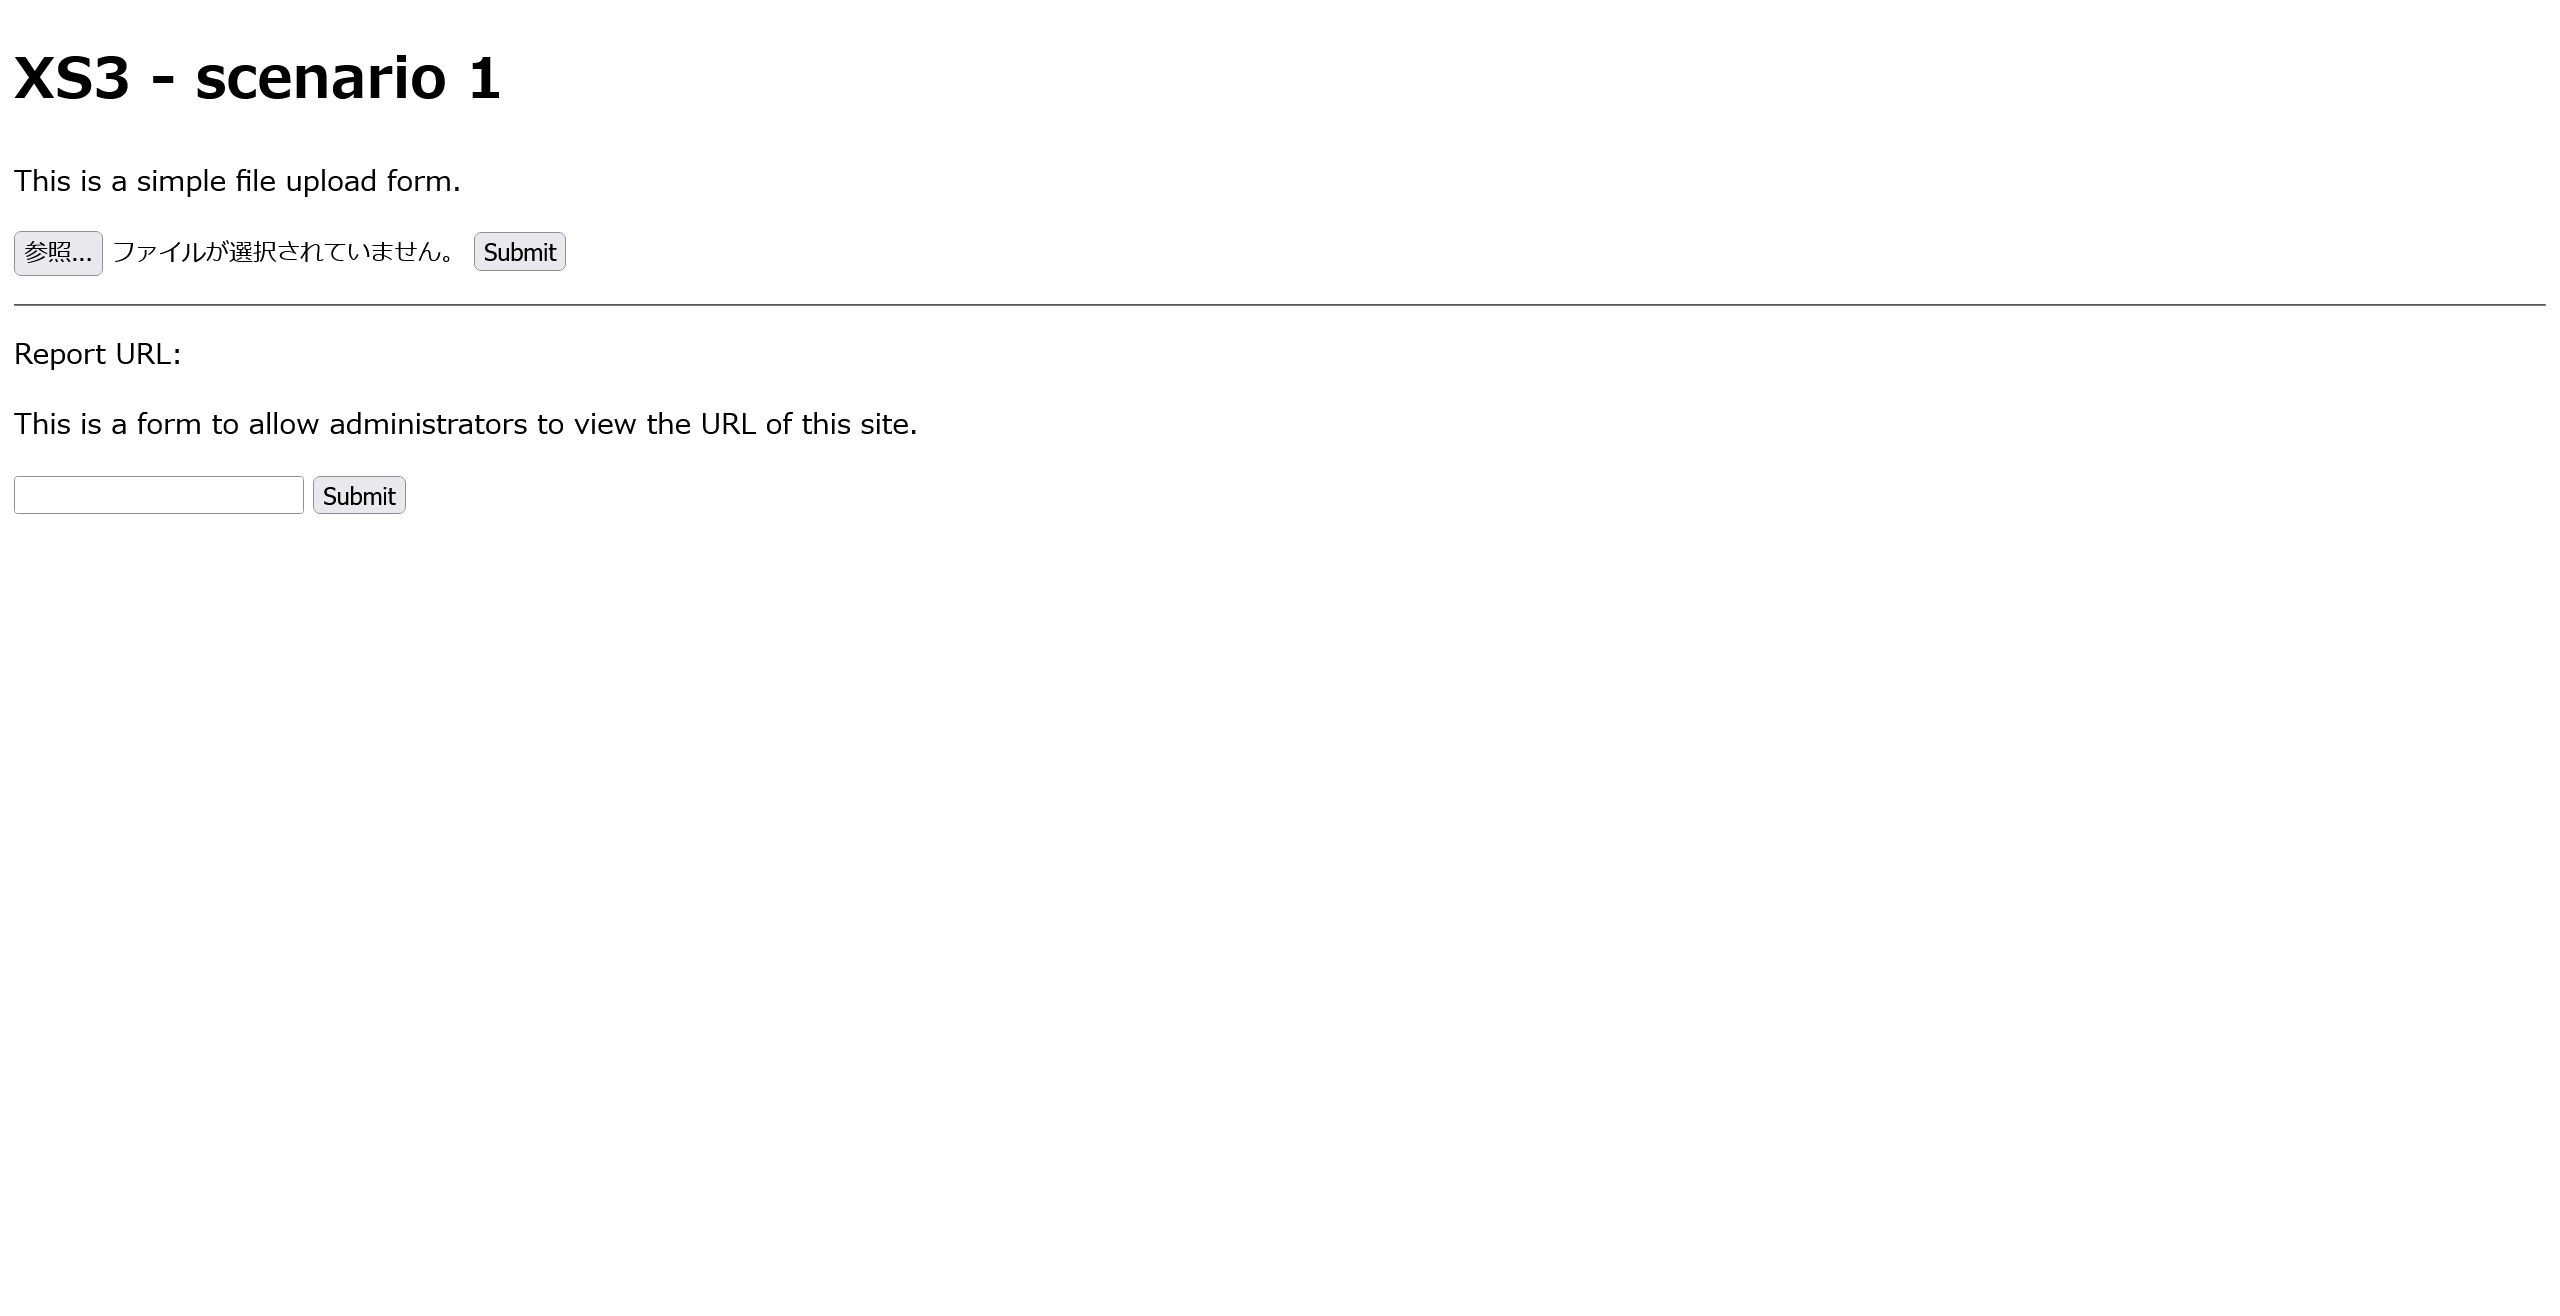 XS3 - scenario 1
This is a simple file upload form.
参照... ファイルが選択されていません。 Submit
Report URL:
This is a form to allow administrators to view the URL of this site.
Submit